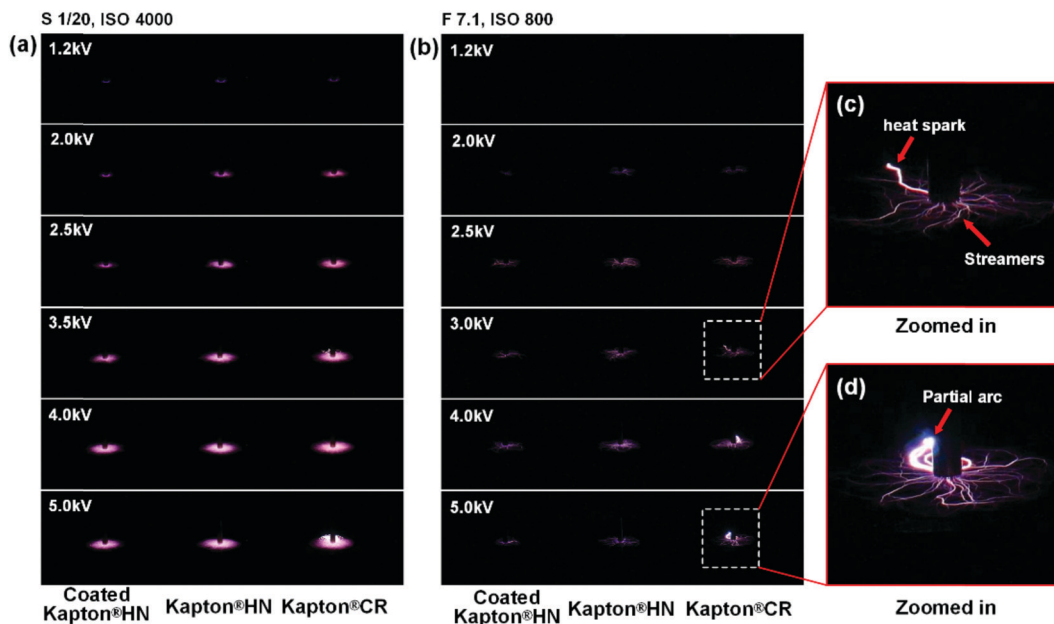 S 1/20, ISO 4000
(a)
1.2kV
2.0kV
2.5kV
3.5kV
4.0kV
5.0kV
Coated
Kapton®HN
Kapton®HN
Kapton®CR
F 7.1, ISO 800
(b)
1.2kV
2.0kV
2.5kV
3.0kV
4.0kV
5.0kV
Coated
Kapton®HN
Kapton®HN
Kapton®CR
(c)
heat spark
Streamers
Zoomed in
(d)
Partial arc
Zoomed in